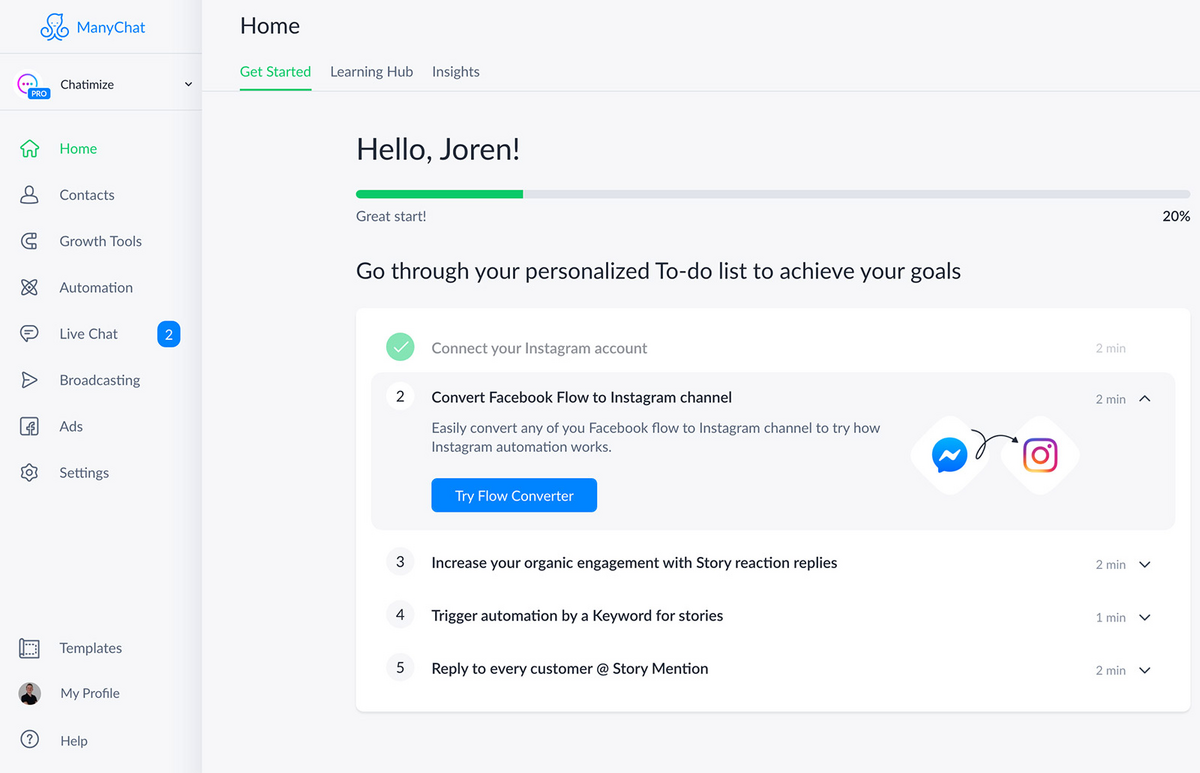 ManyChat
PRO
Chatimize
Home
Contacts
Growth Tools
Automation
Live Chat 2
Broadcasting
Ads
Settings
Templates
My Profile
Help
Home
Get Started Learning Hub Insights
Hello, Joren!
Great start! 20%
Go through your personalized To-do list to achieve your goals
Connect your Instagram account 2 min
2 Convert Facebook Flow to Instagram channel 2 min
Easily convert any of you Facebook flow to Instagram channel to try how
Instagram automation works.
Try Flow Converter
3 Increase your organic engagement with Story reaction replies 2 min
4 Trigger automation by a Keyword for stories 1 min
5 Reply to every customer @ Story Mention 2 min